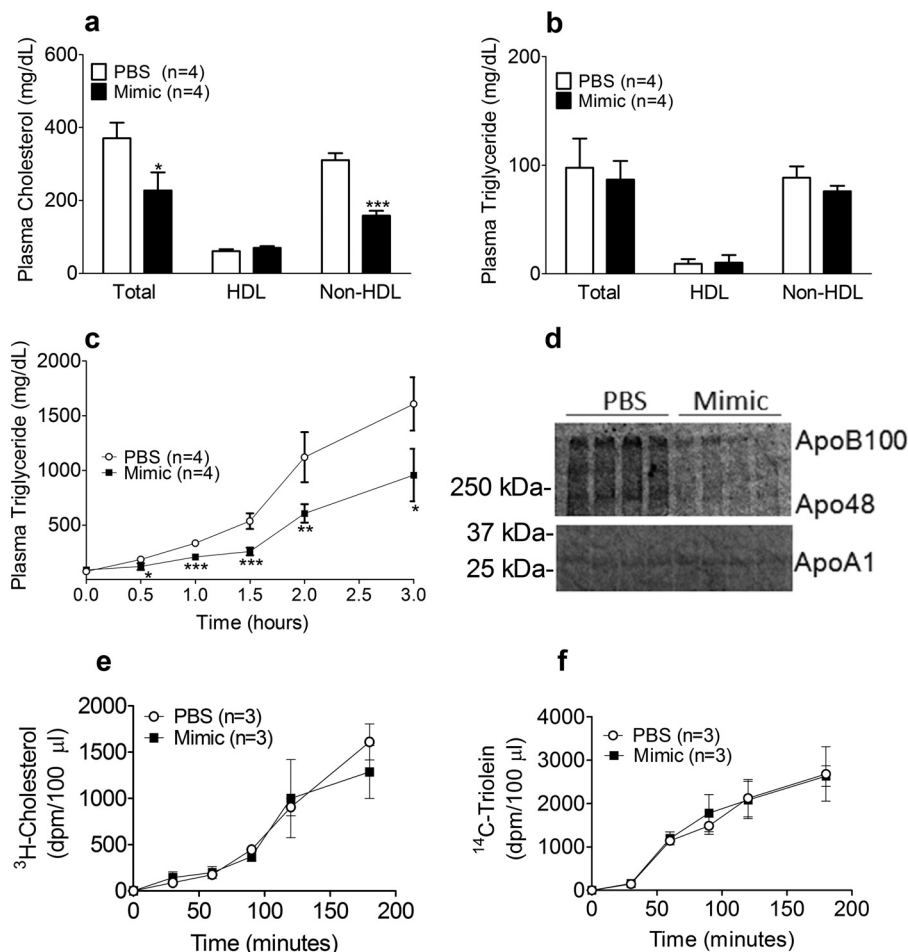 a
Plasma Cholesterol (mg/dL)
600
400
200
0
PBS (n=4)
Mimic (n=4)
*
***
Total HDL Non-HDL
b
Plasma Triglyceride (mg/dL)
200
100
0
PBS (n=4)
Mimic (n=4)
Total HDL Non-HDL
c
Plasma Triglyceride (mg/dL)
2000
1500
1000
500
PBS (n=4)
Mimic (n=4)
* *** *** ** *
0.0 0.5 1.0 1.5 2.0 2.5 3.0
Time (hours)
d
PBS Mimic
ApoB100
250 kDa-
Apo48
37 kDa-
25 kDa-
ApoA1
e
³H-Cholesterol
(dpm/100 µl)
2000
1500
1000
500
0
PBS (n=3)
Mimic (n=3)
0 50 100 150 200
Time (minutes)
f
¹⁴C-Triolein
(dpm/100 µl)
4000
3000
2000
1000
0
PBS (n=3)
Mimic (n=3)
0 50 100 150 200
Time (minutes)